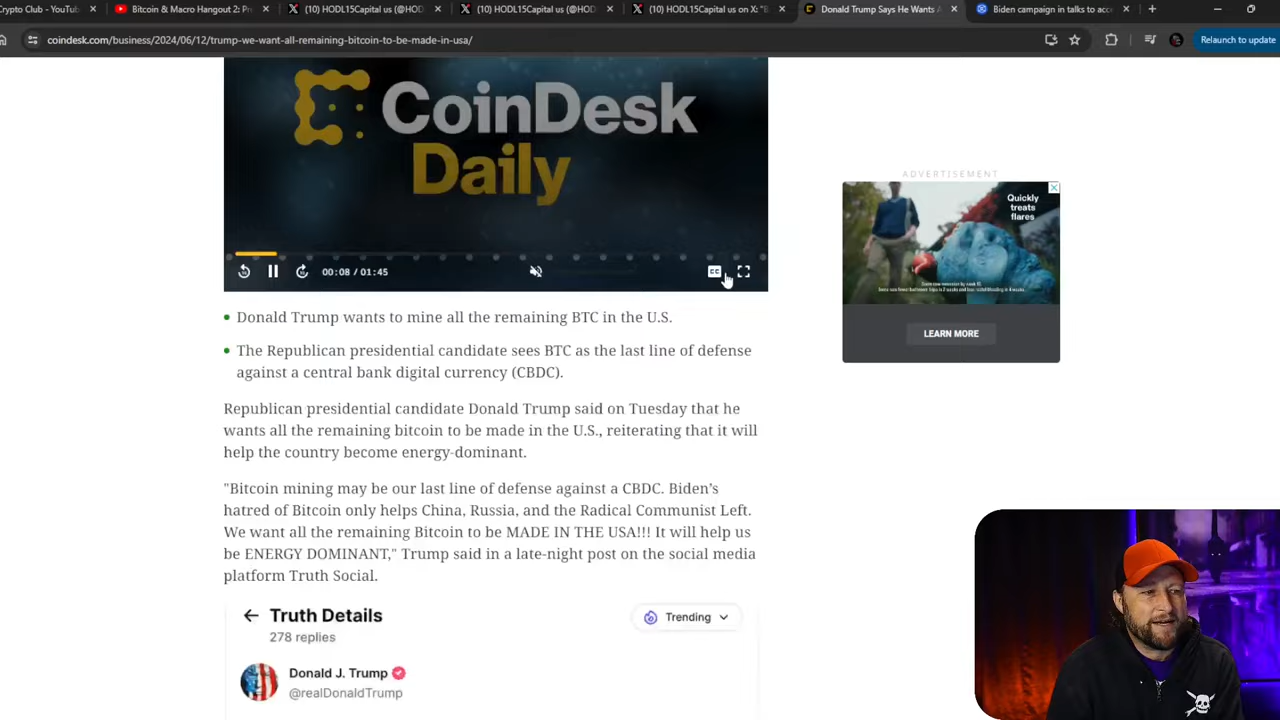 Crypto Club - YouTu
Bitcoin & Macro Hangout 2: Pr
(10) HODL15Capital us (@HOD
(10) HODL15Capital us (@HOD
(10) HODL15Capital us on X: "B
Donald Trump Says He Wants A
Biden campaign in talks to acce
coindesk.com/business/2024/06/12/trump-we-want-all-remaining-bitcoin-to-be-made-in-usa/
Relaunch to update
CoinDesk
Daily
00:08 / 01:45
CC
ADVERTISEMENT
Quickly
treats
flares
LEARN MORE
Donald Trump wants to mine all the remaining BTC in the U.S.
The Republican presidential candidate sees BTC as the last line of defense
against a central bank digital currency (CBDC).
Republican presidential candidate Donald Trump said on Tuesday that he
wants all the remaining bitcoin to be made in the U.S., reiterating that it will
help the country become energy-dominant.
"Bitcoin mining may be our last line of defense against a CBDC. Biden's
hatred of Bitcoin only helps China, Russia, and the Radical Communist Left.
We want all the remaining Bitcoin to be MADE IN THE USA!!! It will help us
be ENERGY DOMINANT," Trump said in a late-night post on the social media
platform Truth Social.
Truth Details
278 replies
Trending
Donald J. Trump
@realDonaldTrump